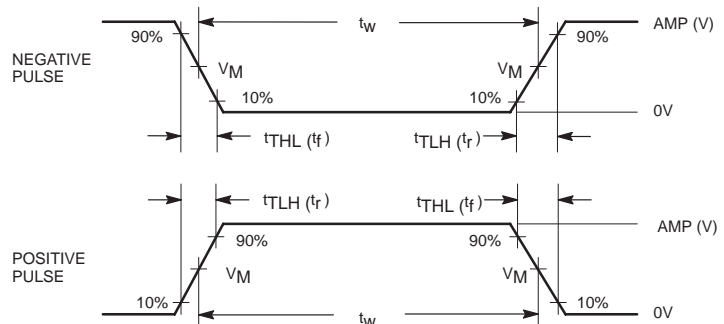 tw
90%
90%
AMP (V)
NEGATIVE
PULSE
VM
VM
10%
10%
0V
tTHL (tf)
tTLH (tr)
tTLH (tr)
tTHL (tf)
AMP (V)
90%
90%
POSITIVE
PULSE
VM
VM
10%
10%
0V
tw